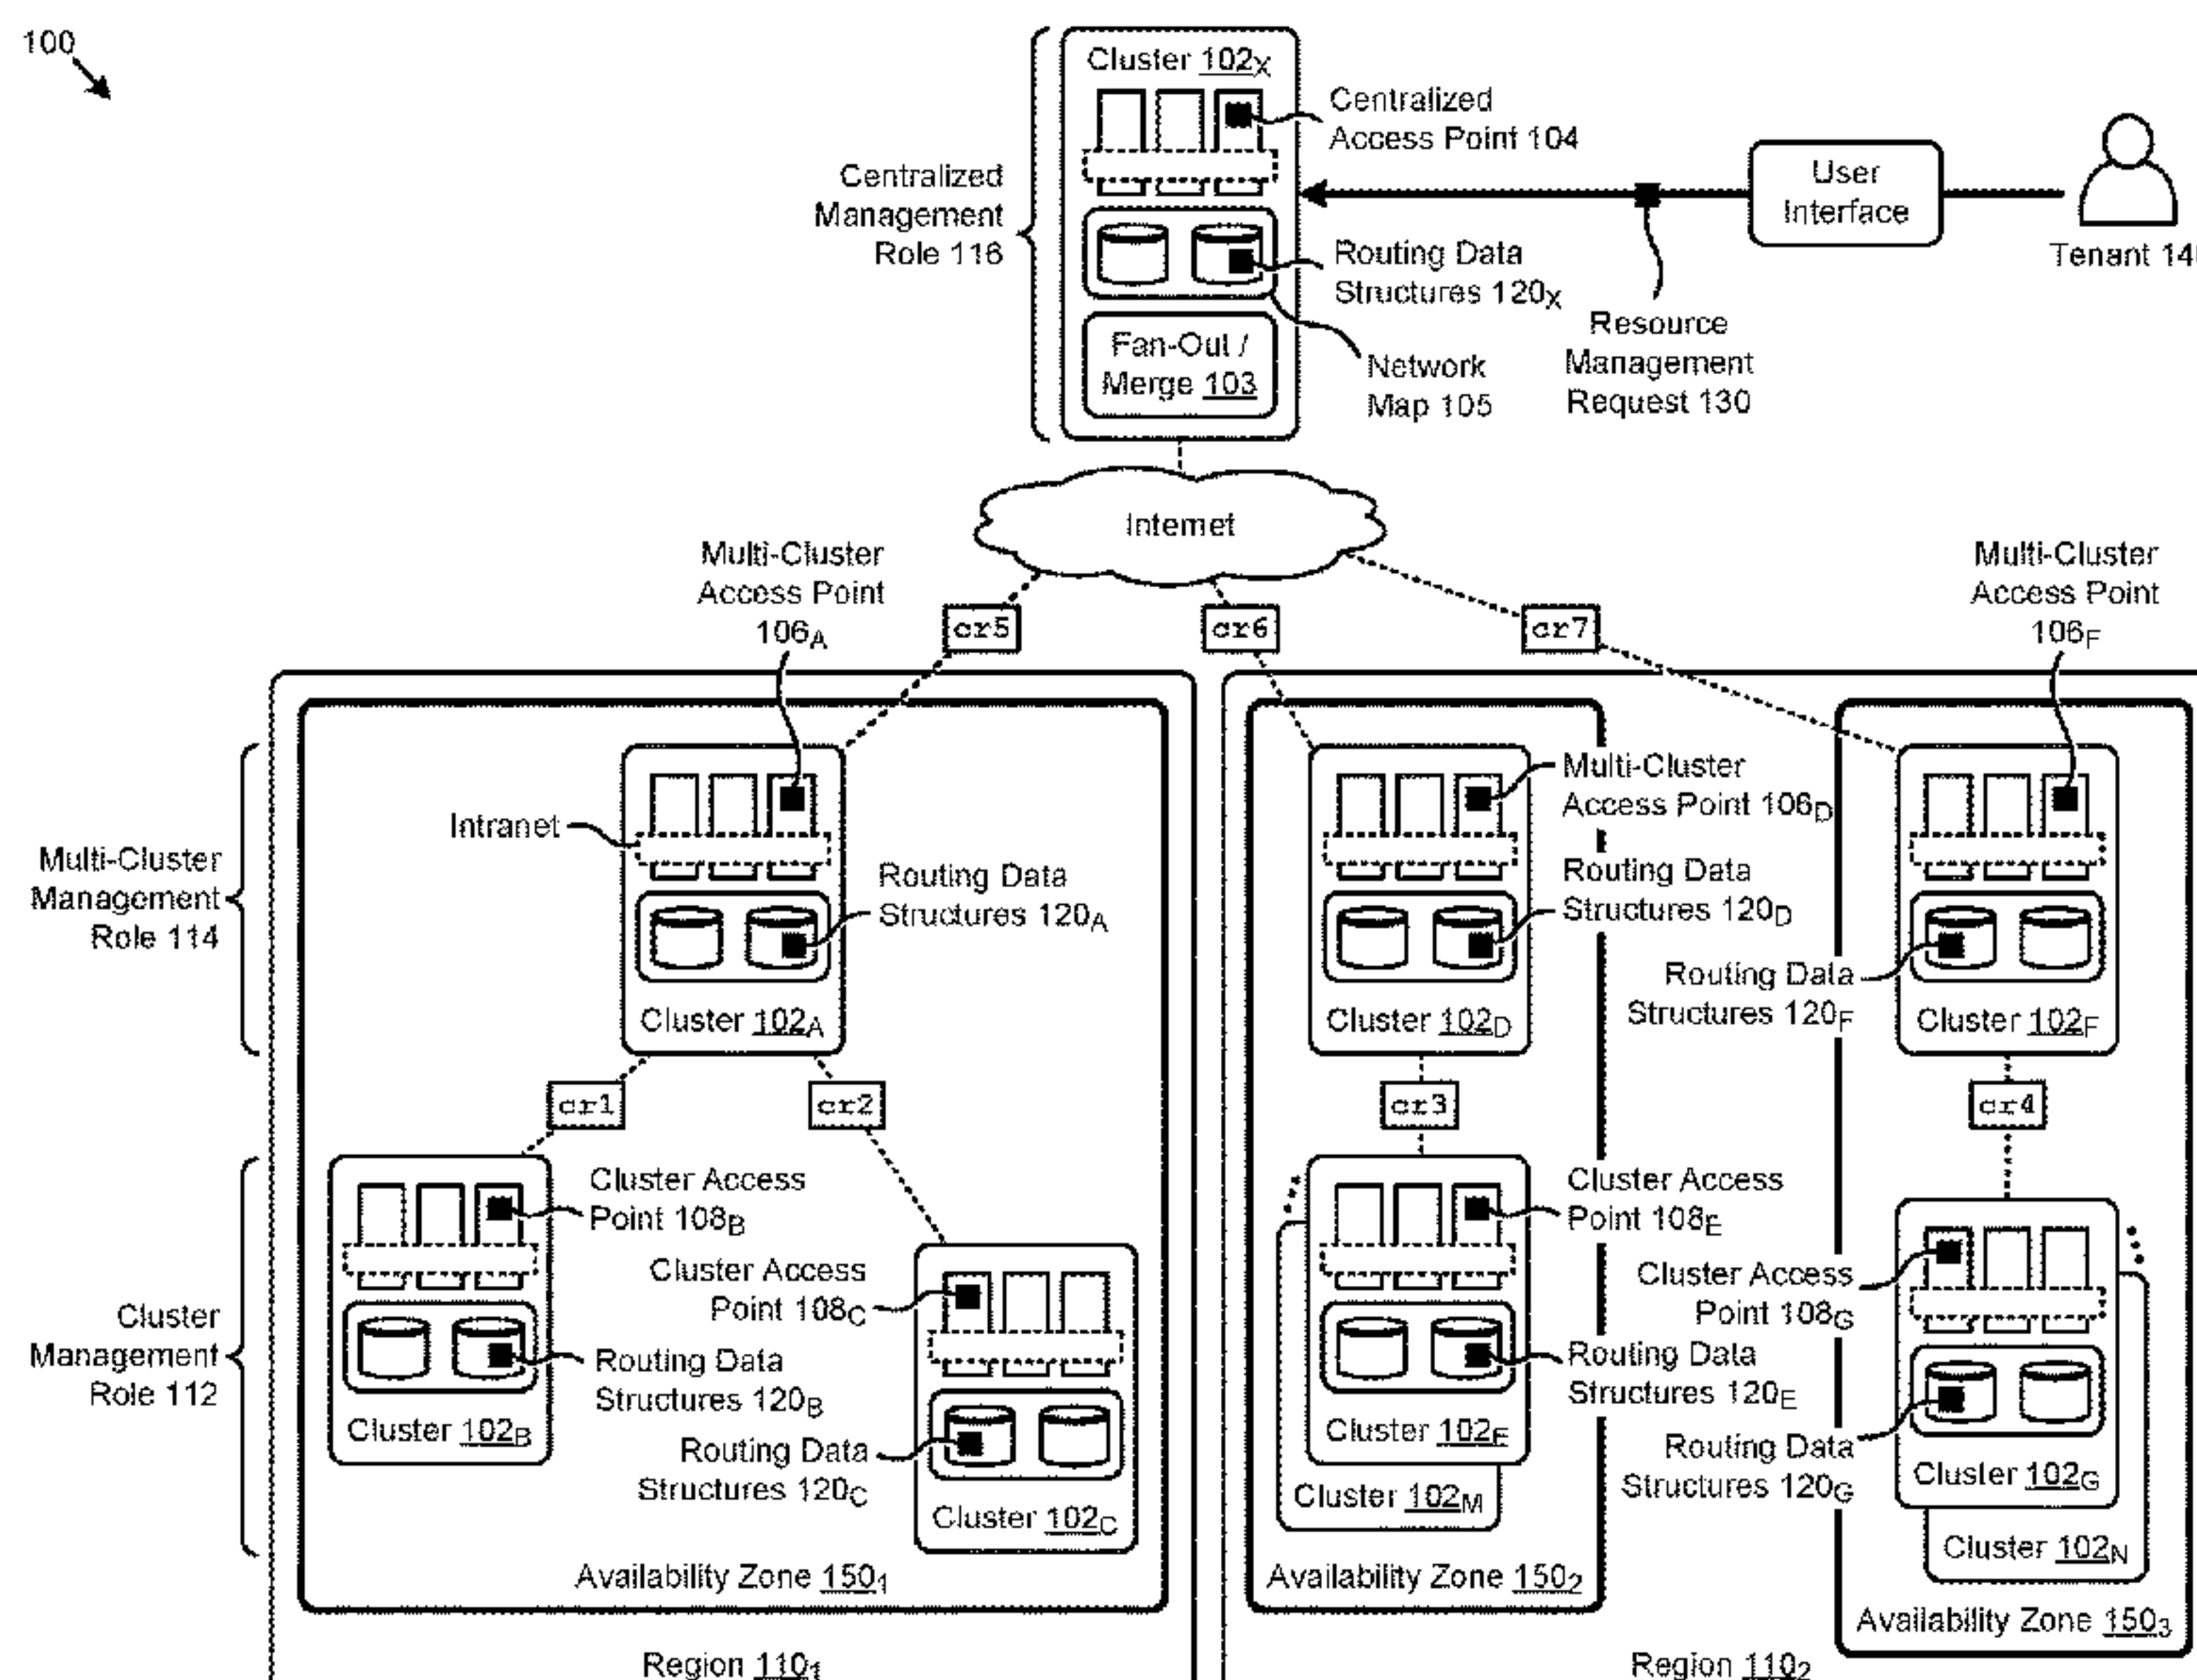 100
Cluster 102X
Centralized
Access Point 104
Centralized
Management
Role 116
User
Interface
Tenant 140
Routing Data
Structures 120X
Resource
Management
Request 130
Fan-Out /
Merge 103
Network
Map 105
Internet
Multi-Cluster
Access Point
106A
Multi-Cluster
Access Point
106F
cr5
cr6
cr7
Multi-Cluster
Access Point 106D
Intranet
Multi-Cluster
Management
Role 114
Routing Data
Structures 120A
Routing Data
Structures 120D
Routing Data
Structures 120F
Cluster 102A
Cluster 102D
Cluster 102F
cr1
cr2
cr3
cr4
Cluster Access
Point 108B
Cluster Access
Point 108C
Cluster Access
Point 108E
Cluster Access
Point 108G
Cluster
Management
Role 112
Routing Data
Structures 120B
Routing Data
Structures 120C
Routing Data
Structures 120E
Routing Data
Structures 120G
Cluster 102B
Cluster 102C
Cluster 102E
Cluster 102M
Cluster 102G
Cluster 102N
Availability Zone 1501
Availability Zone 1502
Availability Zone 1503
Region 1101
Region 1102